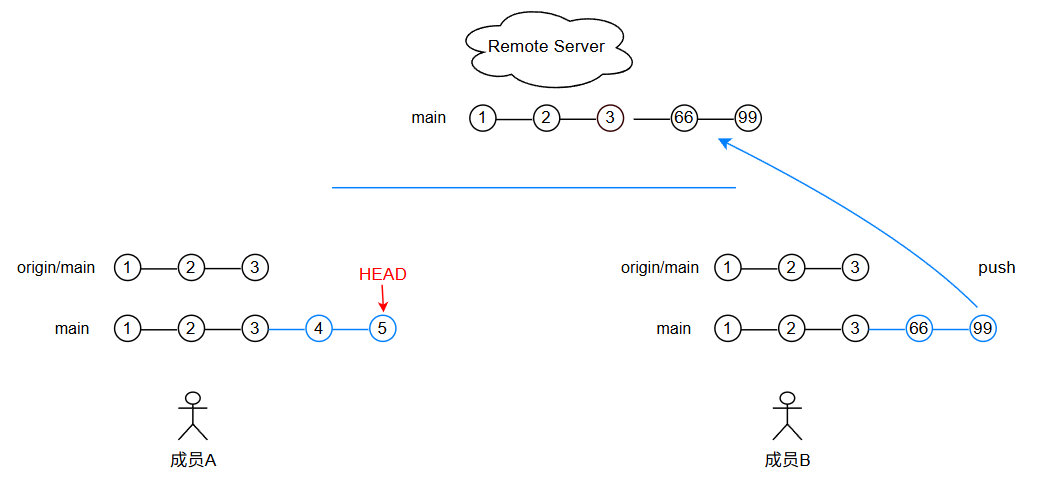 Remote Server
main 1 2 3 66 99
origin/main 1 2 3
HEAD
main 1 2 3 4 5
成员A
origin/main 1 2 3
push
main 1 2 3 66 99
成员B